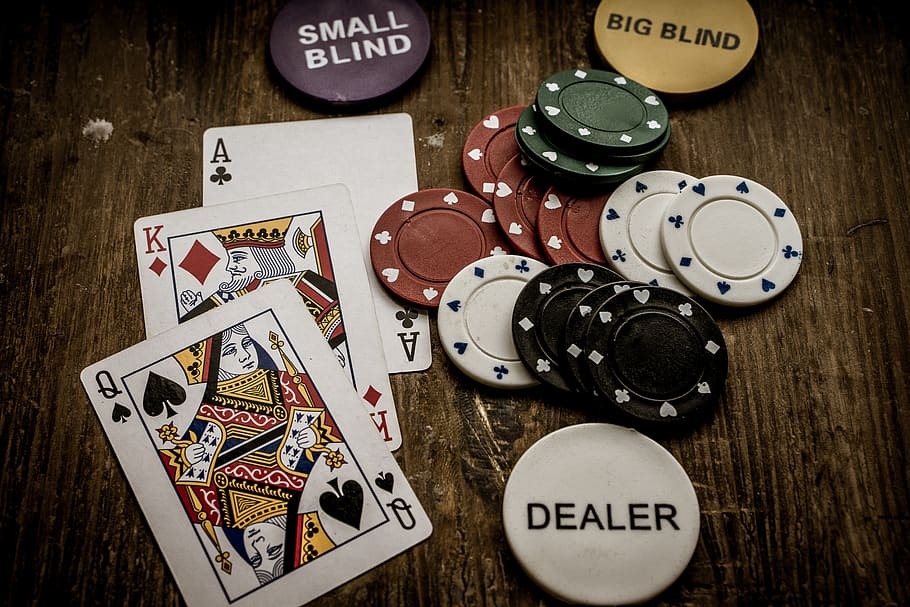 SMALL
BLIND
BIG BLIND
A
A
K
K
Q
Q
DEALER